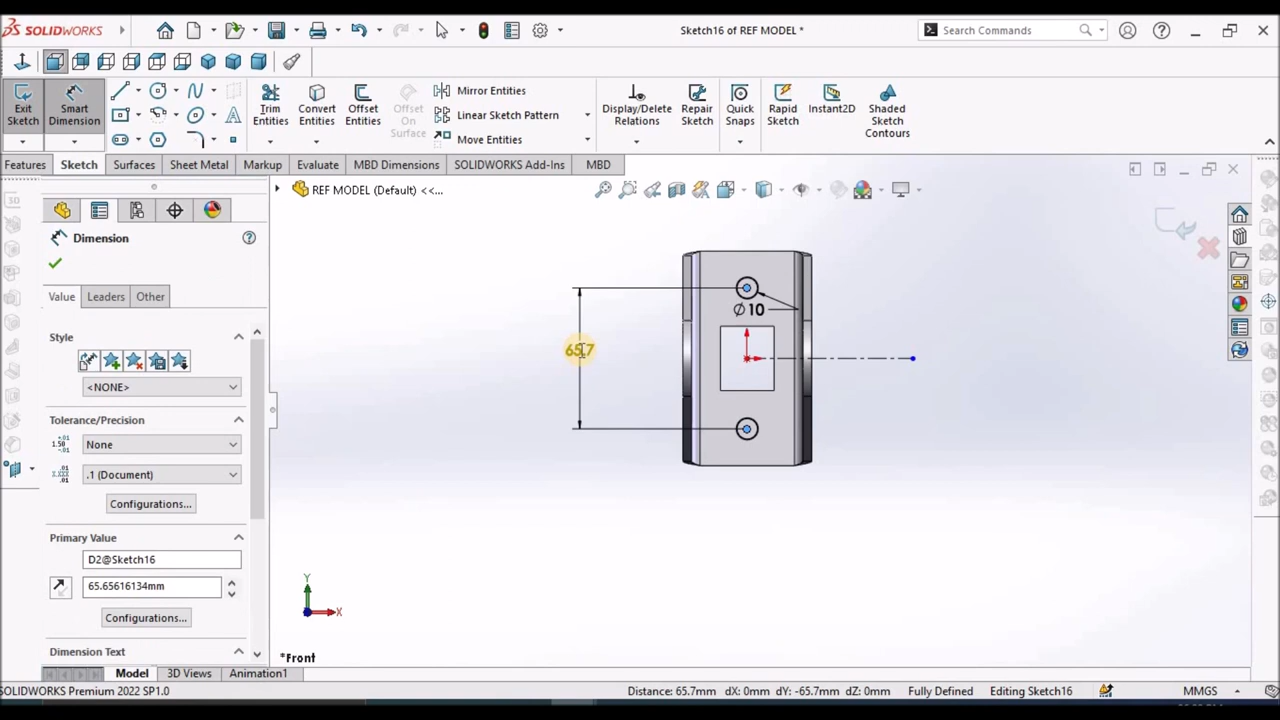 SOLIDWORKS
Sketch16 of REF MODEL *
Search Commands
Exit Sketch
Smart Dimension
Trim Entities
Convert Entities
Offset Entities
Offset On Surface
Mirror Entities
Linear Sketch Pattern
Move Entities
Display/Delete Relations
Repair Sketch
Quick Snaps
Rapid Sketch
Instant2D
Shaded Sketch Contours
Features
Sketch
Surfaces
Sheet Metal
Markup
Evaluate
MBD Dimensions
SOLIDWORKS Add-Ins
MBD
REF MODEL (Default) <<...
Dimension
Value
Leaders
Other
Style
<NONE>
Tolerance/Precision
None
.1 (Document)
Configurations...
Primary Value
D2@Sketch16
65.65616134mm
Configurations...
Dimension Text
65.7
Ø10
Y
X
*Front
Model
3D Views
Animation1
SOLIDWORKS Premium 2022 SP1.0
Distance: 65.7mm dX: 0mm dY: -65.7mm dZ: 0mm
Fully Defined
Editing Sketch16
MMGS